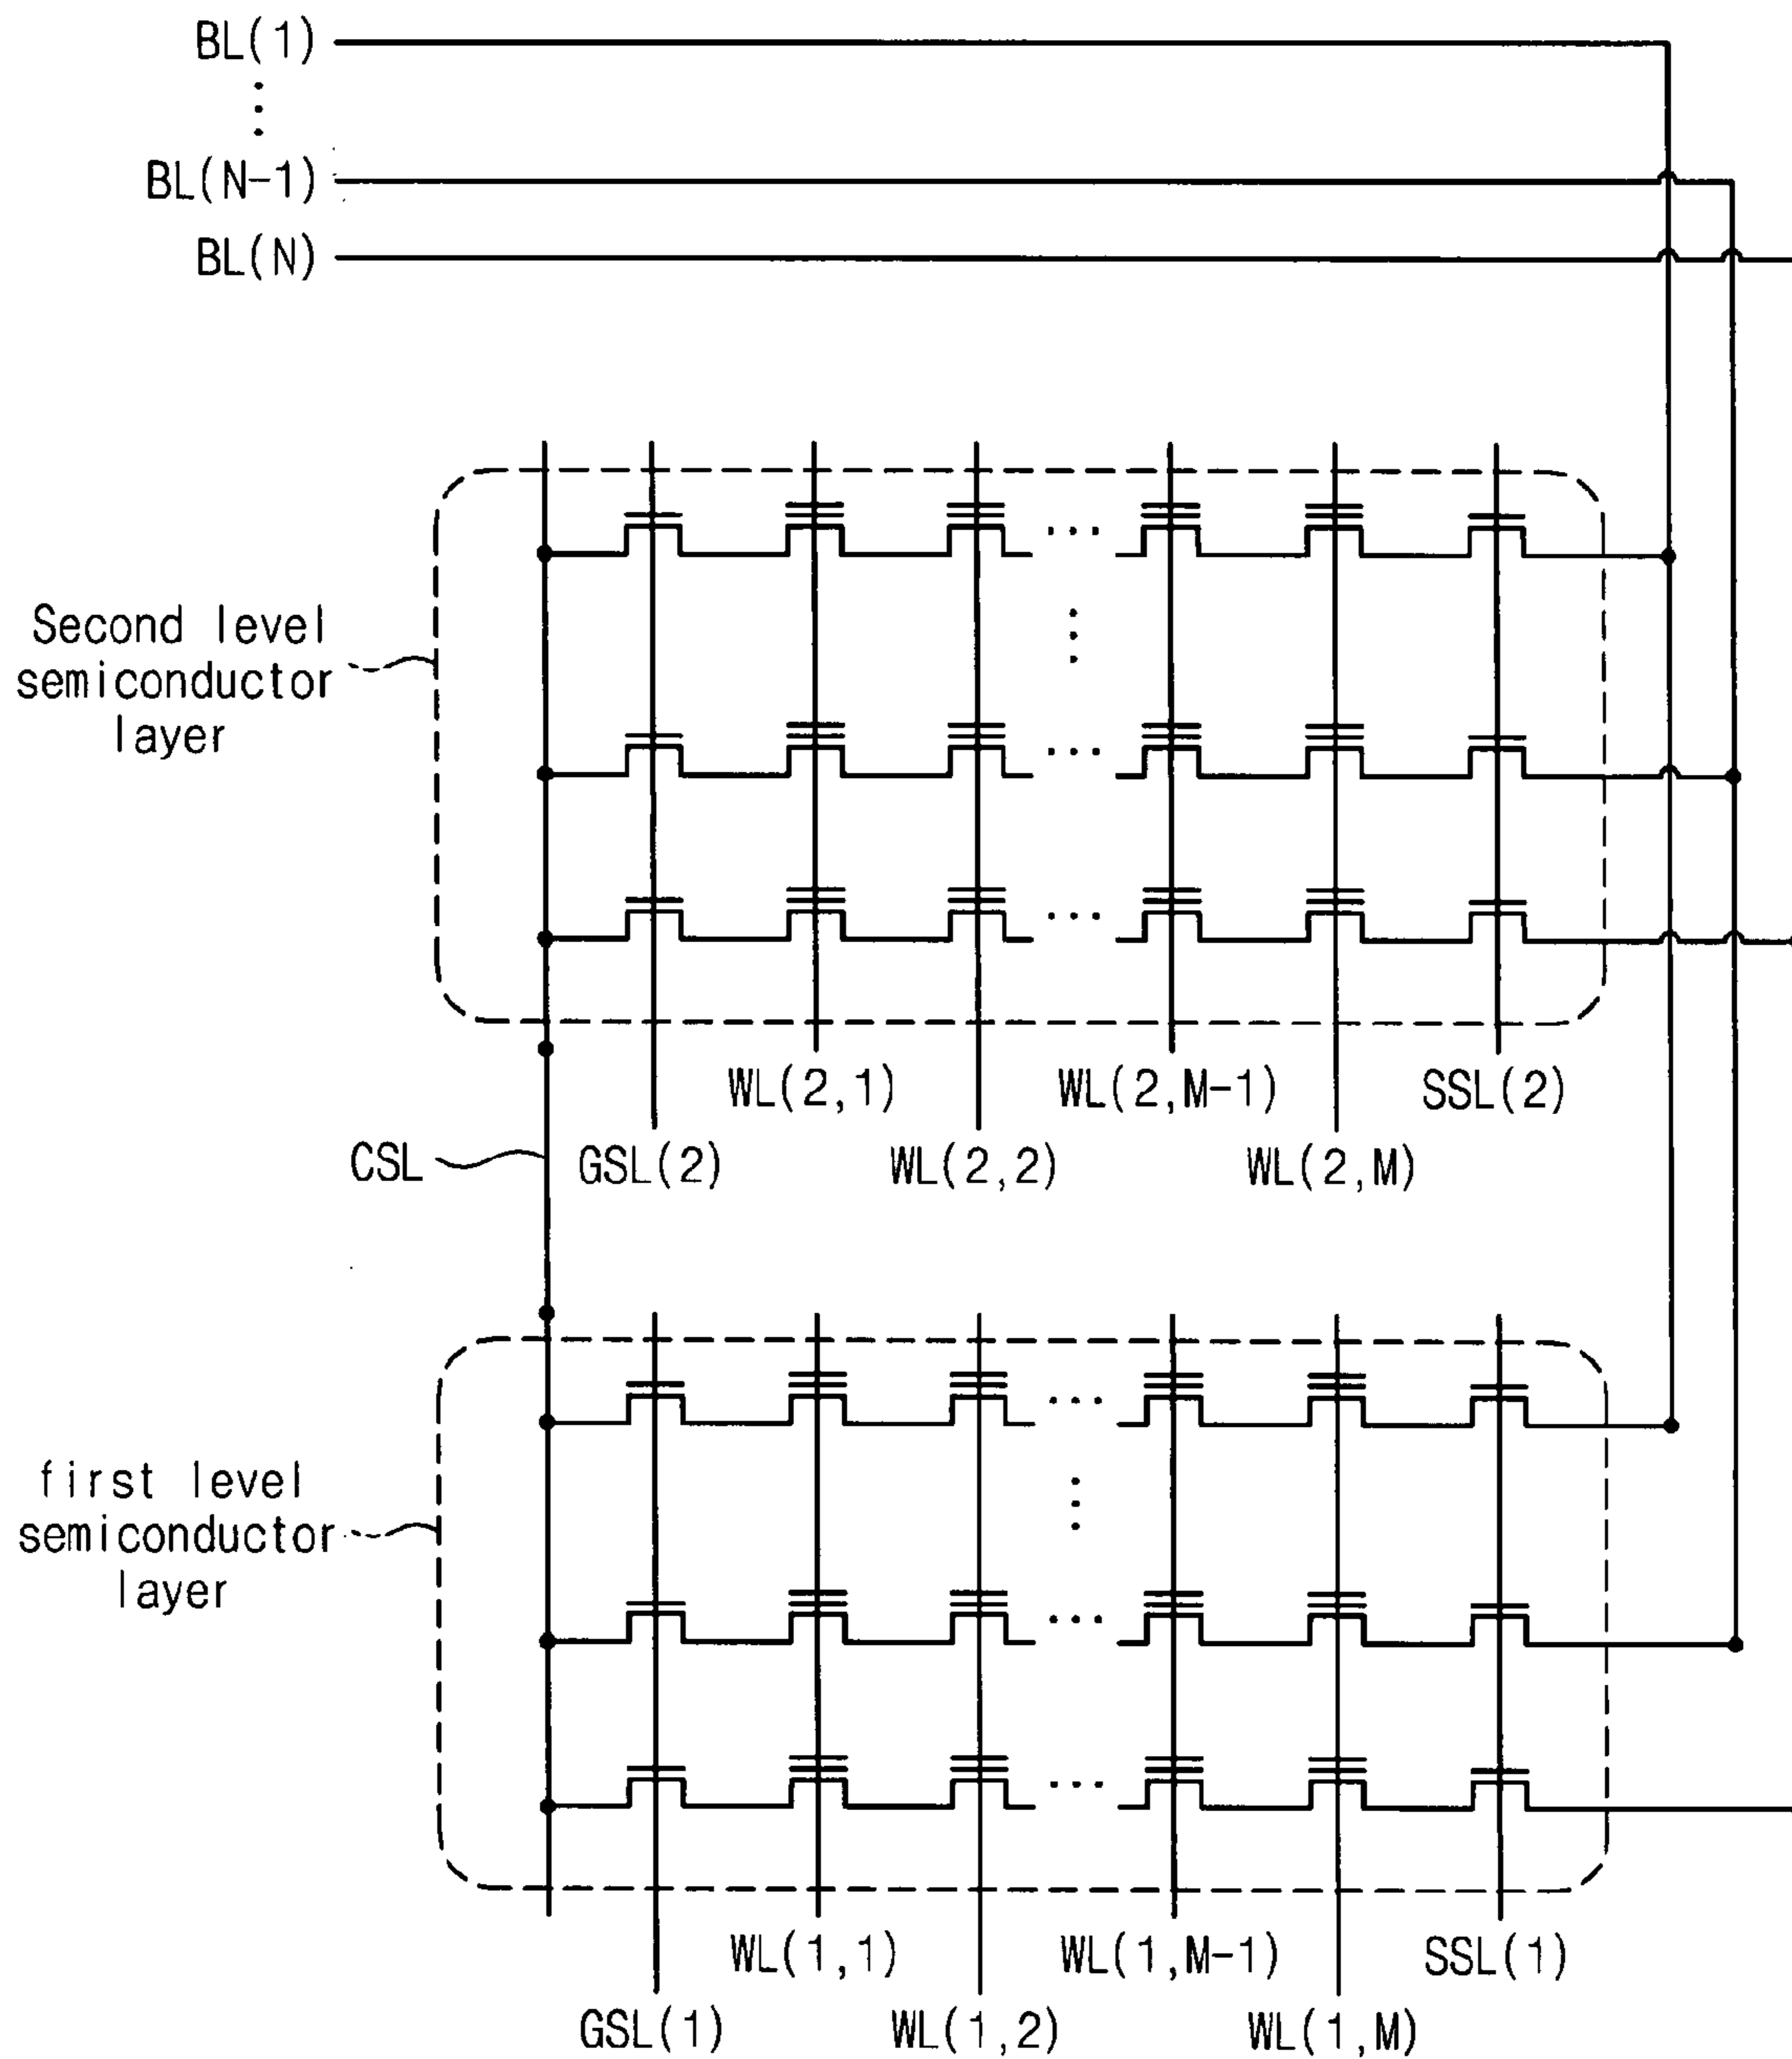 BL(1)
BL(N-1)
BL(N)
Second level
semiconductor
layer
WL(2,1)
WL(2,M-1)
SSL(2)
CSL
GSL(2)
WL(2,2)
WL(2,M)
first level
semiconductor
layer
WL(1,1)
WL(1,M-1)
SSL(1)
GSL(1)
WL(1,2)
WL(1,M)